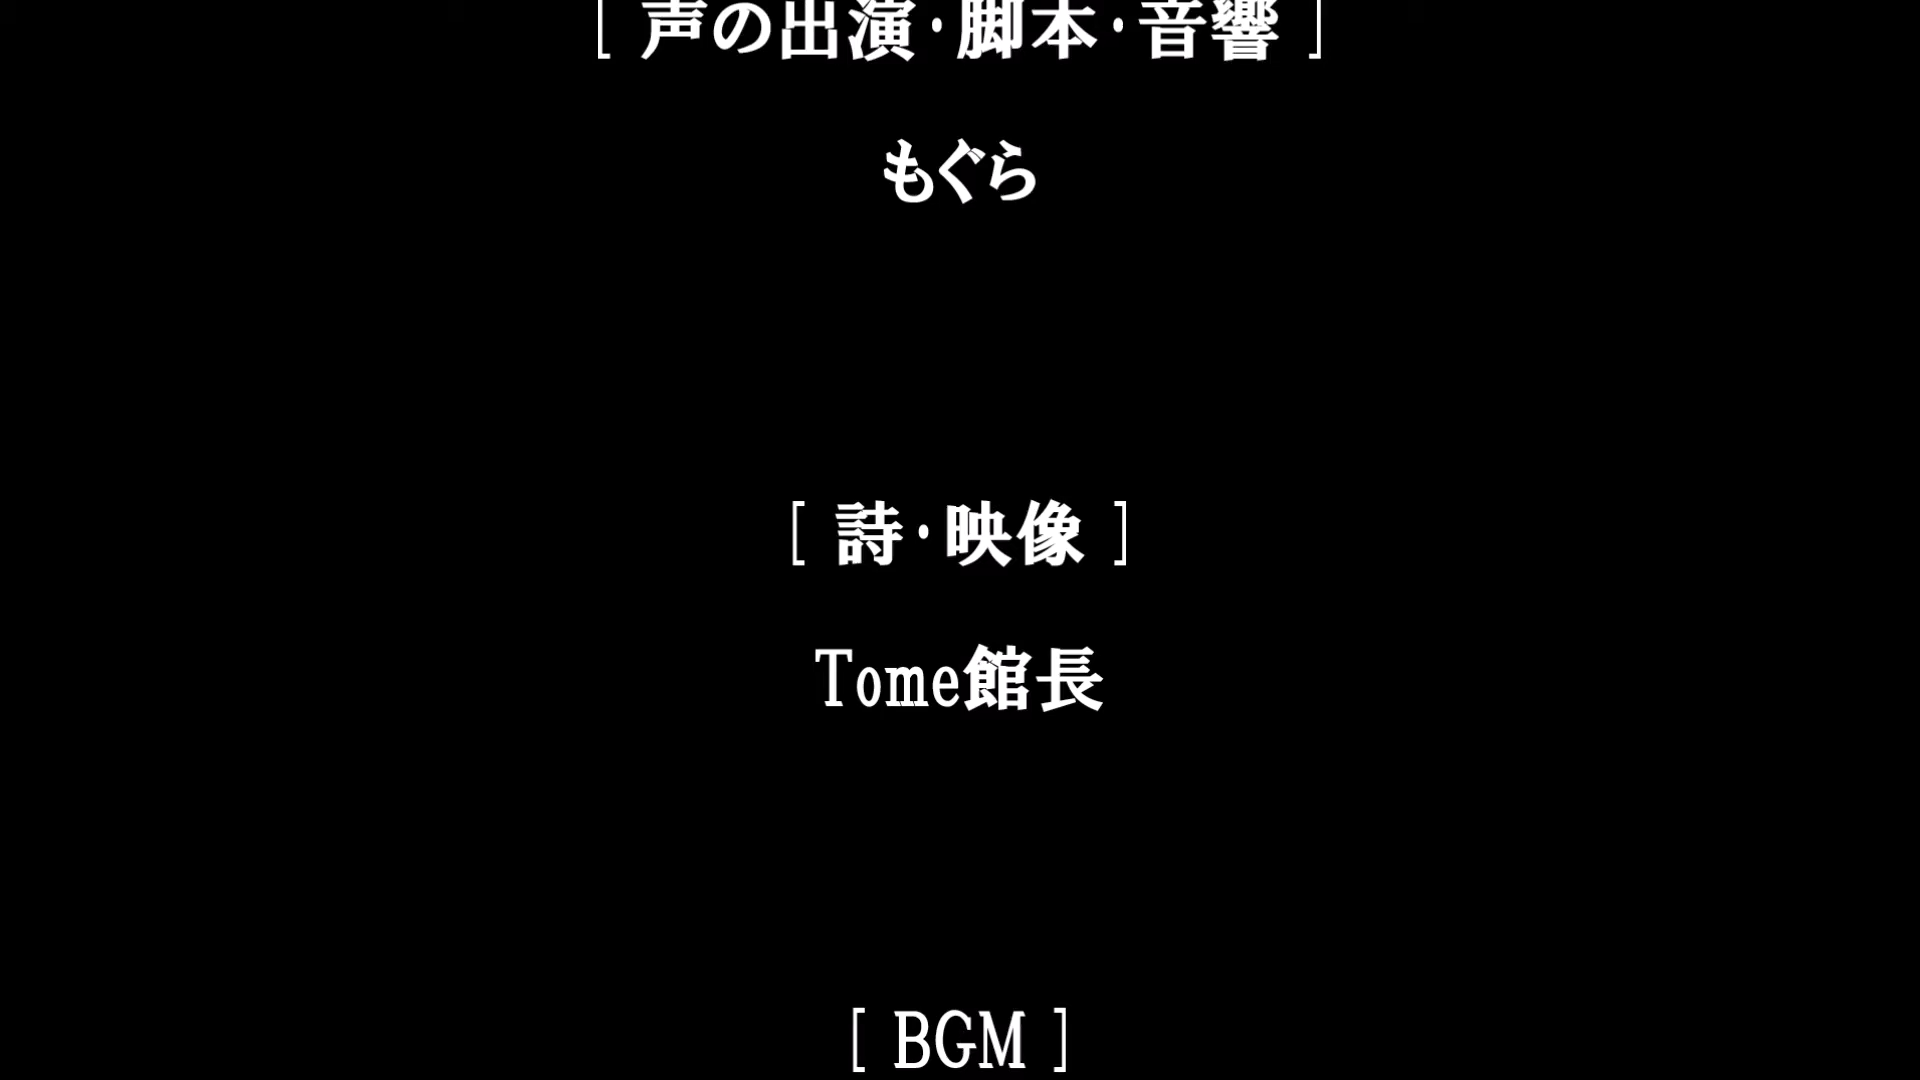 [ 声の出演·脚本·音響 ]
もぐら
[ 詩·映像 ]
Tome館長
[ BGM ]